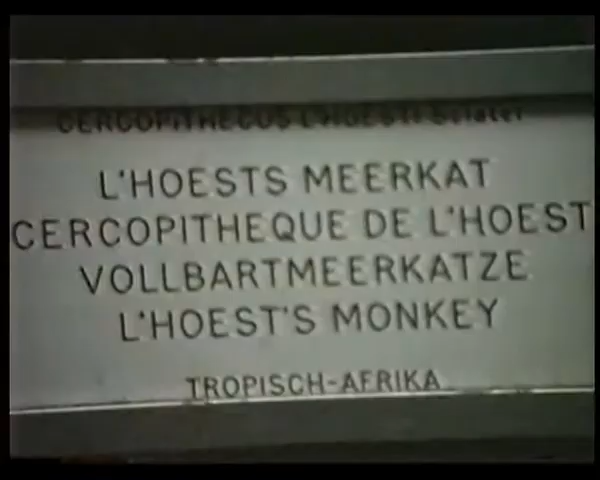 CERCOPITHECUS L'HOESTI Sclater
L'HOESTS MEERKAT
CERCOPITHEQUE DE L'HOEST
VOLLBARTMEERKATZE
L'HOEST'S MONKEY
TROPISCH-AFRIKA